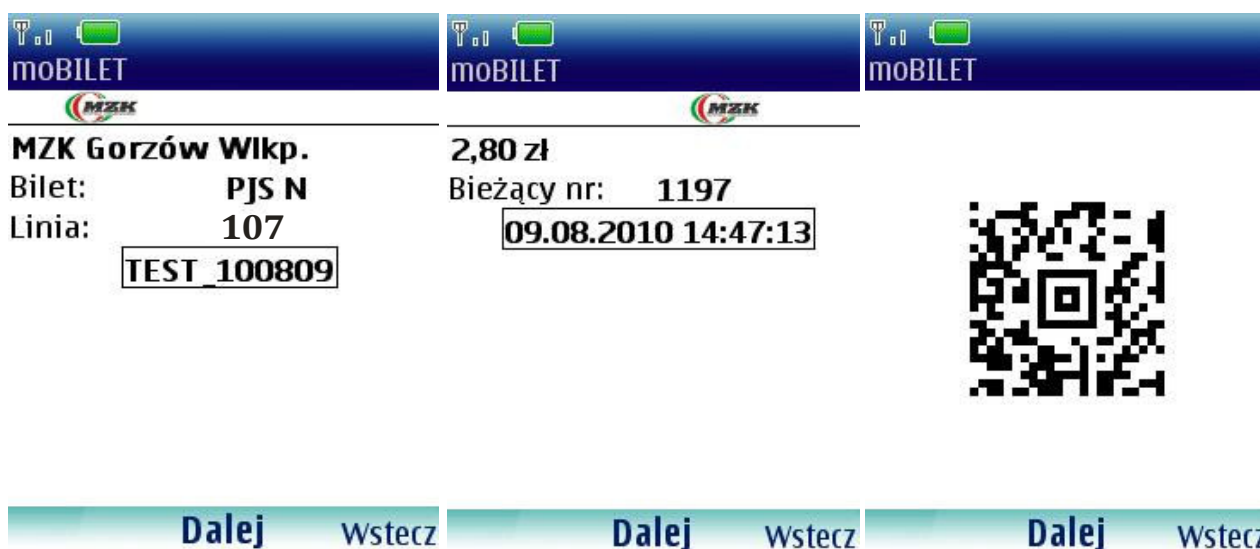 moBILET
MZK
MZK Gorzów Wlkp.
Bilet: PJS N
Linia: 107
TEST_100809
Dalej Wstecz
moBILET
MZK
2,80 zł
Bieżący nr: 1197
09.08.2010 14:47:13
Dalej Wstecz
moBILET
Dalej Wstecz